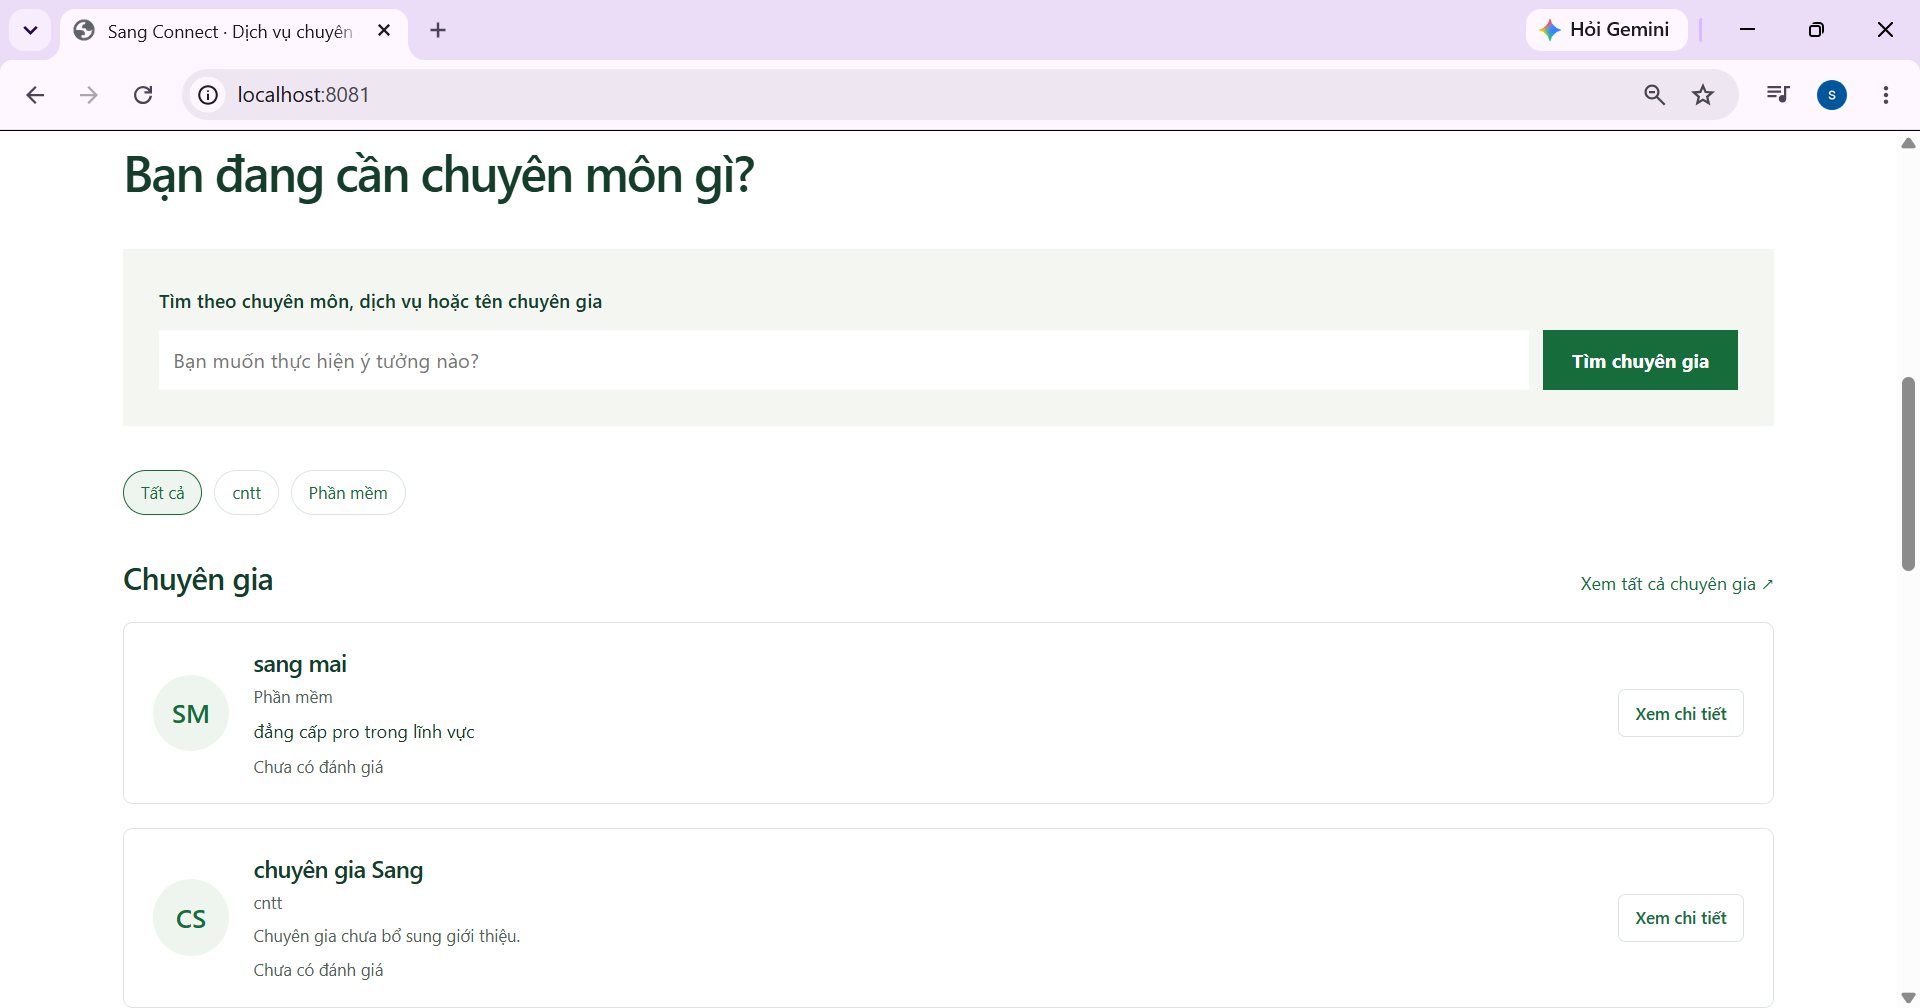 Sang Connect · Dịch vụ chuyên
Hỏi Gemini
localhost:8081
S
Bạn đang cần chuyên môn gì?
Tìm theo chuyên môn, dịch vụ hoặc tên chuyên gia
Bạn muốn thực hiện ý tưởng nào?
Tìm chuyên gia
Tất cả
cntt
Phần mềm
Chuyên gia
Xem tất cả chuyên gia ↗
SM
sang mai
Phần mềm
đẳng cấp pro trong lĩnh vực
Chưa có đánh giá
Xem chi tiết
CS
chuyên gia Sang
cntt
Chuyên gia chưa bổ sung giới thiệu.
Chưa có đánh giá
Xem chi tiết